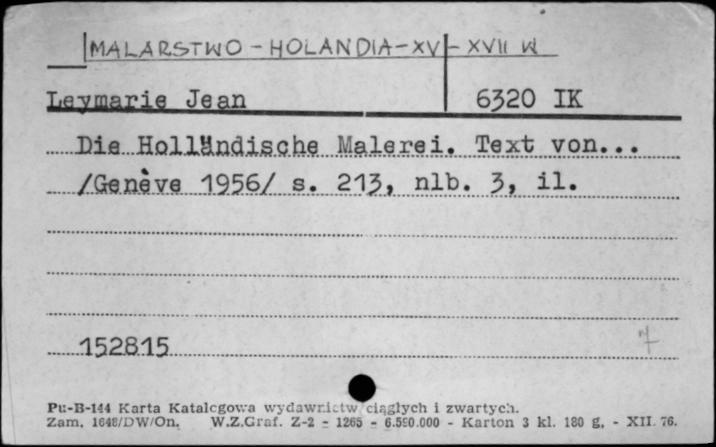 MALARSTWO - HOLANDIA - XV - XVII W
Leymarie Jean 6320 IK
Die Holländische Malerei. Text von...
/Genève 1956/ s. 213, nlb. 3, il.
152815 7
Pu-B-144 Karta Katalogowa wydawnictw ciągłych i zwartych.
Zam. 1648/DW/On. W.Z.Graf. Z-2 - 1265 - 6.590.000 - Karton 3 kl. 180 g. - XII. 76.